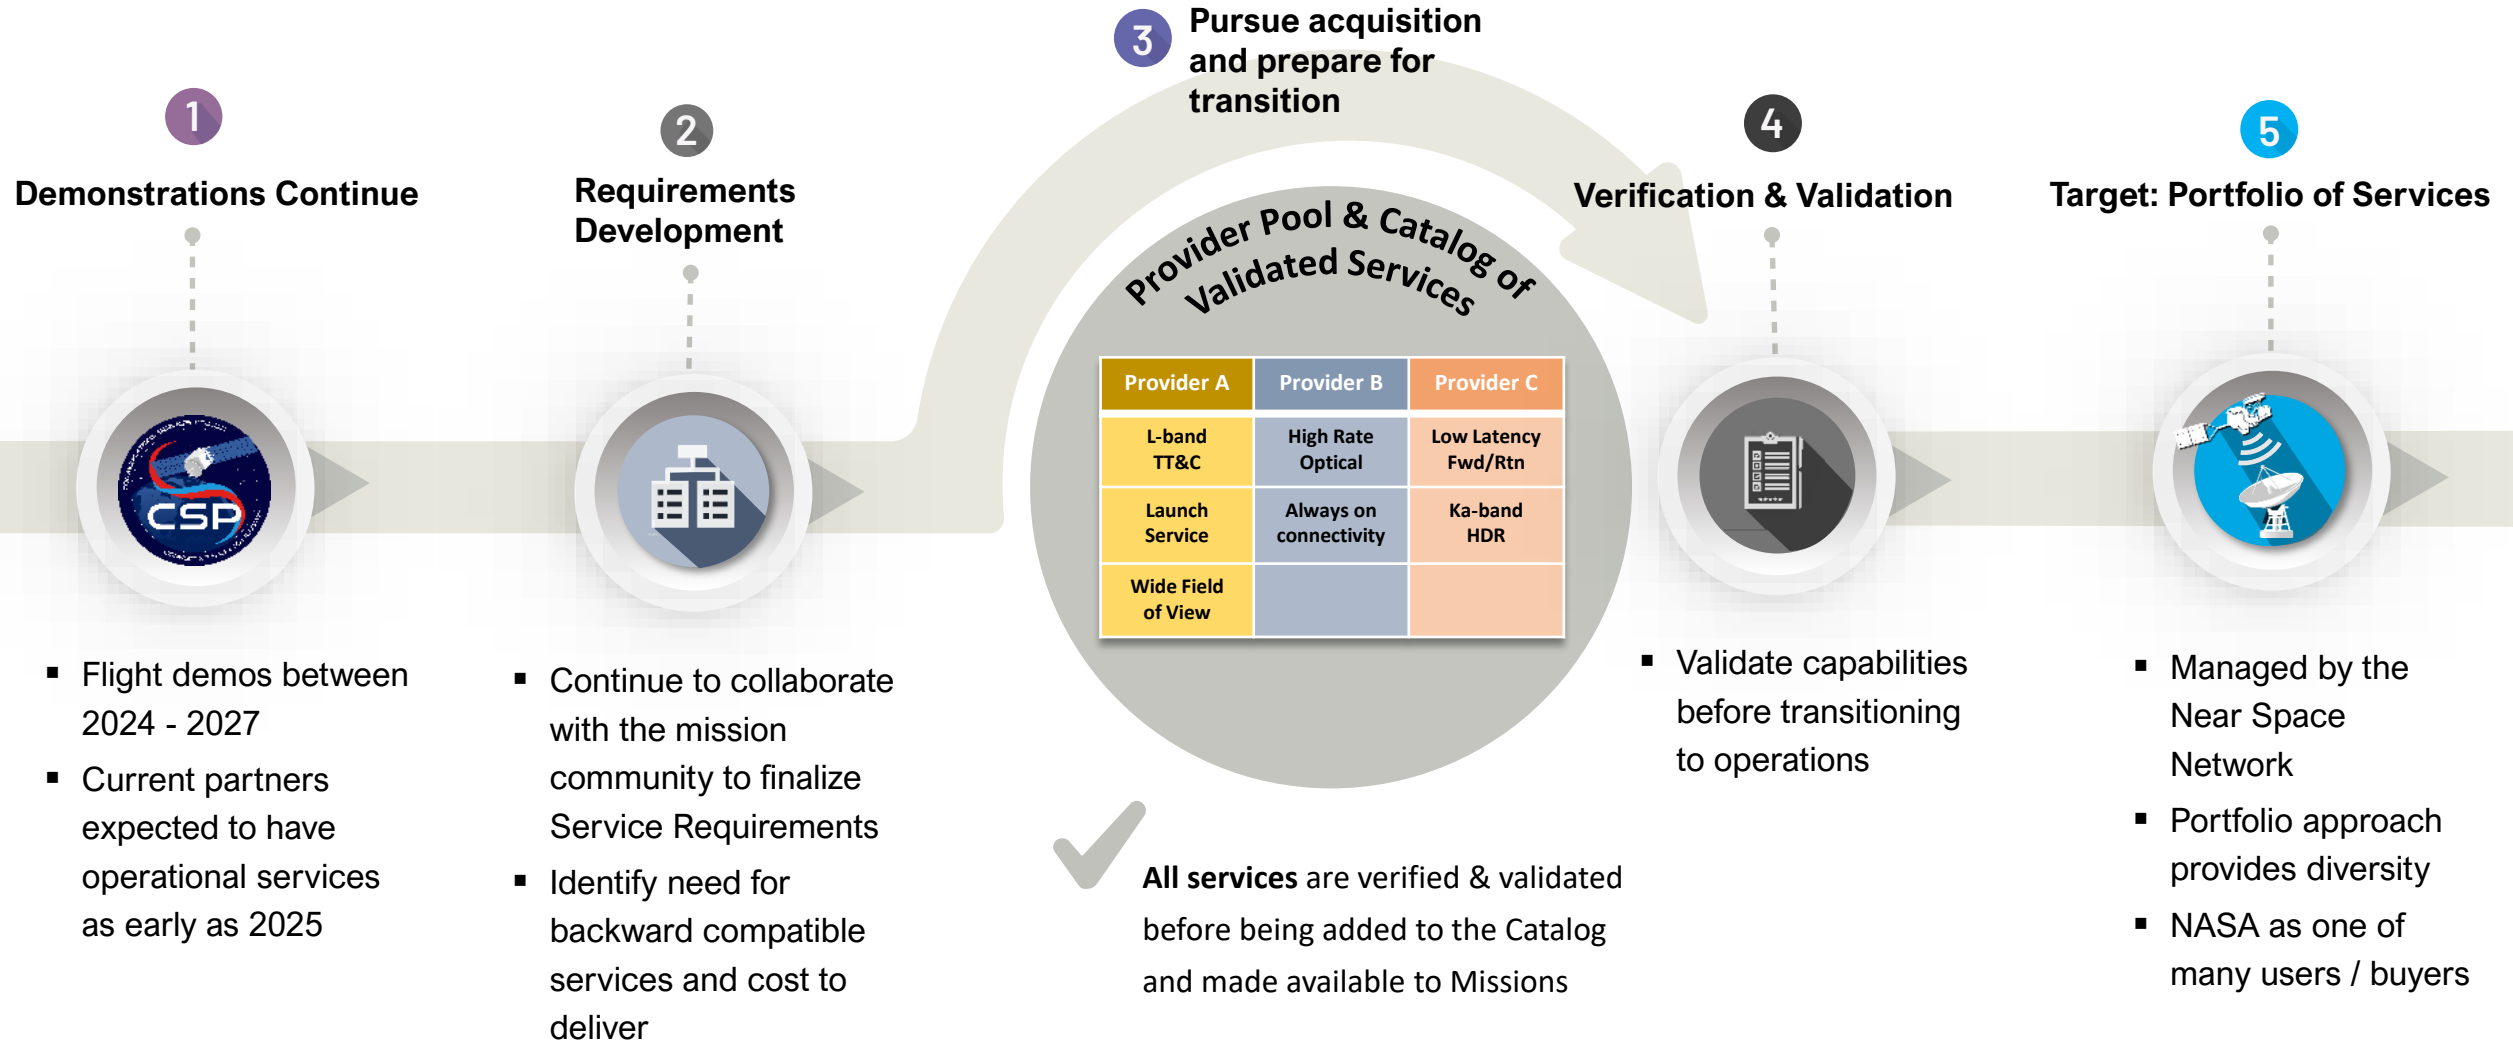 1
Demonstrations Continue
CSP
▪ Flight demos between
2024 - 2027
▪ Current partners
expected to have
operational services
as early as 2025
2
Requirements
Development
▪ Continue to collaborate
with the mission
community to finalize
Service Requirements
▪ Identify need for
backward compatible
services and cost to
deliver
3
Pursue acquisition
and prepare for
transition
Provider Pool & Catalog of
Validated Services
Provider A Provider B Provider C
L-band
TT&C
High Rate
Optical
Low Latency
Fwd/Rtn
Launch
Service
Always on
connectivity
Ka-band
HDR
Wide Field
of View
All services are verified & validated
before being added to the Catalog
and made available to Missions
4
Verification & Validation
▪ Validate capabilities
before transitioning
to operations
5
Target: Portfolio of Services
▪ Managed by the
Near Space
Network
▪ Portfolio approach
provides diversity
▪ NASA as one of
many users / buyers